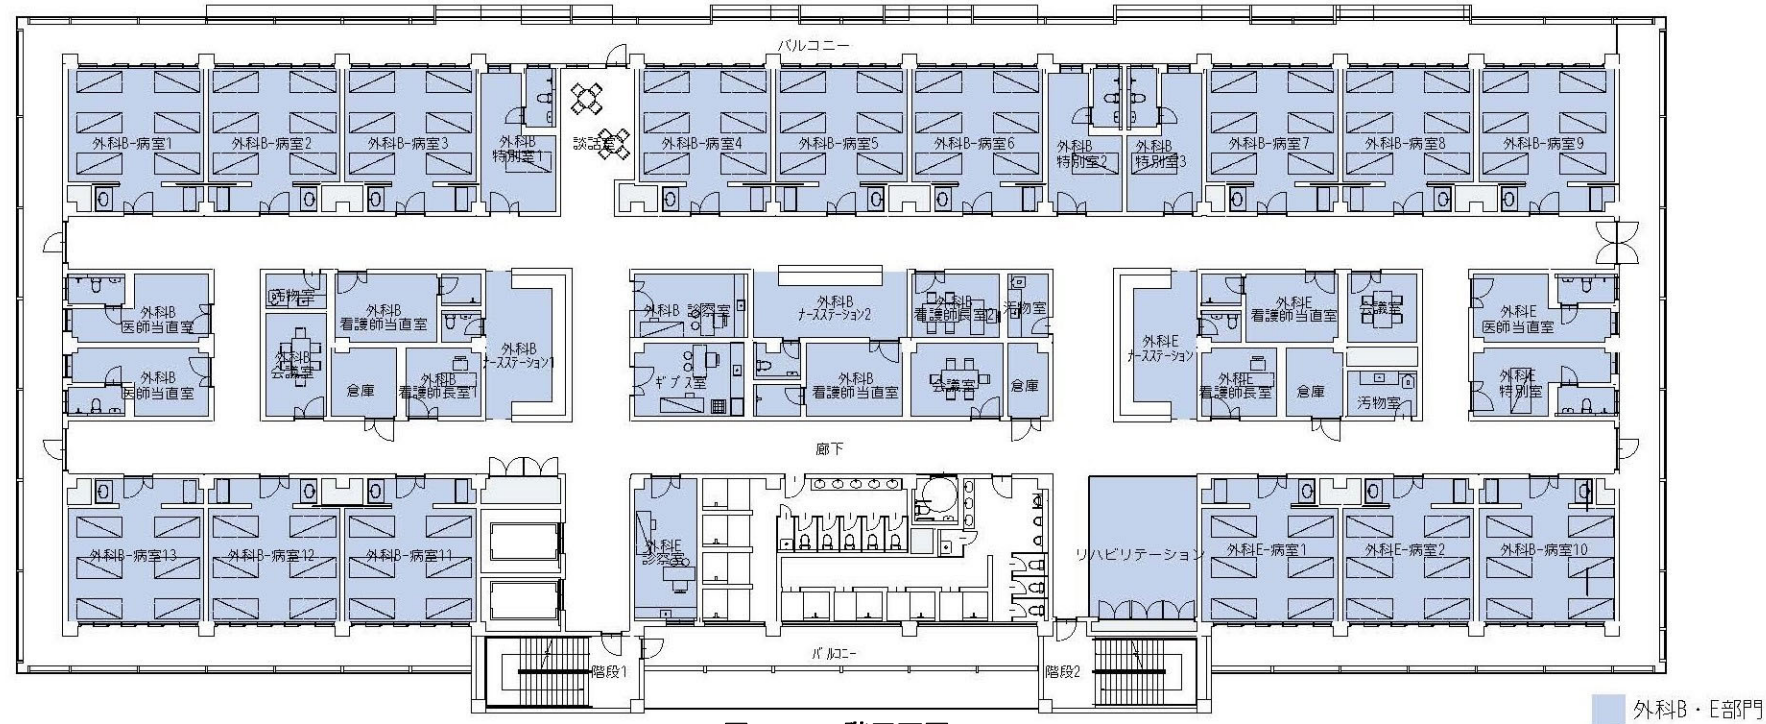 バルコニー
外科B-病室1
外科B-病室2
外科B-病室3
外科B
特別室1
談話室
外科B-病室4
外科B-病室5
外科B-病室6
外科B
特別室2
外科B
特別室3
外科B-病室7
外科B-病室8
外科B-病室9
外科B
医師当直室
汚物室
外科B
看護師当直室
外科B
ナースステーション1
外科B 診察室
外科B
ナースステーション2
外科B
看護師長室2
汚物室
外科E
ナースステーション
外科E
看護師当直室
会議室
外科E
医師当直室
外科B
医師当直室
外科B
会議室
倉庫
外科B
看護師長室1
ギプス室
外科B
看護師当直室
会議室
倉庫
外科E
看護師長室
倉庫
汚物室
外科E
特別室
廊下
外科B-病室13
外科B-病室12
外科B-病室11
外科E
診察室
リハビリテーション
外科E-病室1
外科E-病室2
外科B-病室10
バルコニー
階段1
階段2
外科B・E部門